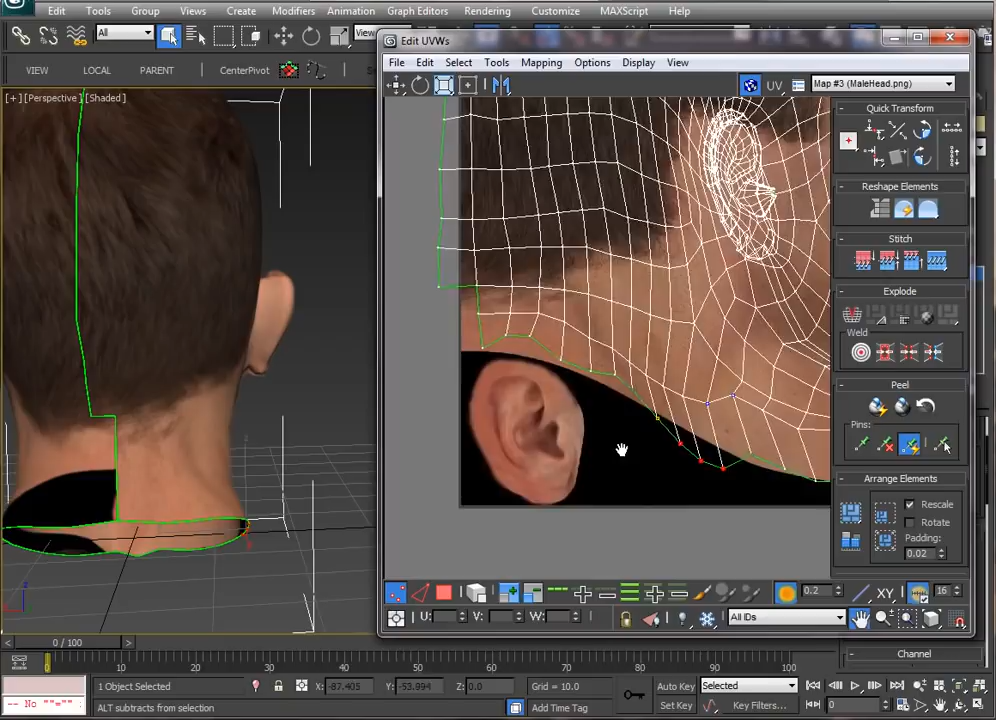 Edit Tools Group Views Create Modifiers Animation Graph Editors Rendering Customize MAXScript Help
All
View
VIEW LOCAL PARENT CenterPivot
[+] [Perspective] [Shaded]
Edit UVWs
File Edit Select Tools Mapping Options Display View
UV Map #3 (MaleHead.png)
Quick Transform
Reshape Elements
Stitch
Explode
Weld
Peel
Pins:
Arrange Elements
Rescale
Rotate
Padding:
0.02
0.2 XY 16
U: V: W: All IDs
Channel
0 / 100
0 10 20 30 40 50 60 70 80 90 100
No ""=""
1 Object Selected X: -87.405 Y: -53.994 Z: 0.0 Grid = 10.0 Auto Key Selected
ALT subtracts from selection Add Time Tag Set Key Key Filters... 0